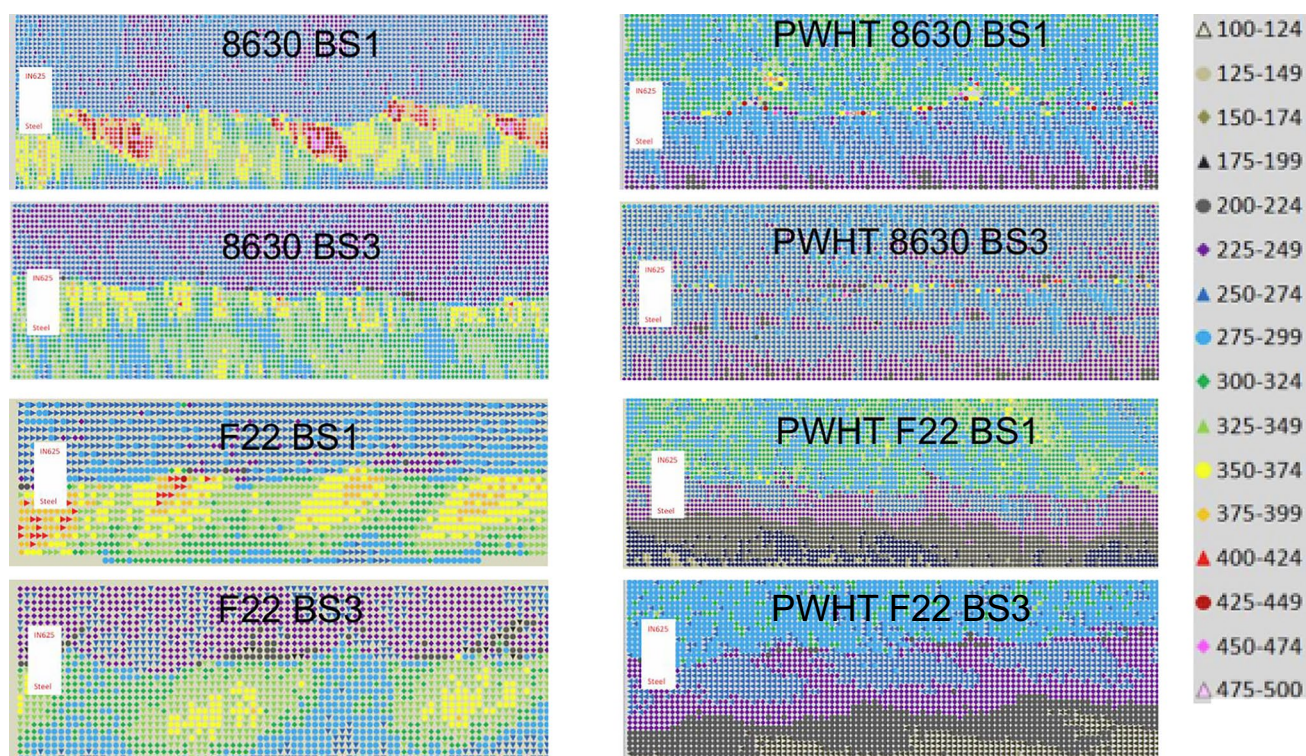 8630 BS1
IN625
Steel
PWHT 8630 BS1
IN625
Steel
8630 BS3
IN625
Steel
PWHT 8630 BS3
IN625
Steel
F22 BS1
IN625
Steel
PWHT F22 BS1
IN625
Steel
F22 BS3
IN625
Steel
PWHT F22 BS3
IN625
Steel
100-124
125-149
150-174
175-199
200-224
225-249
250-274
275-299
300-324
325-349
350-374
375-399
400-424
425-449
450-474
475-500